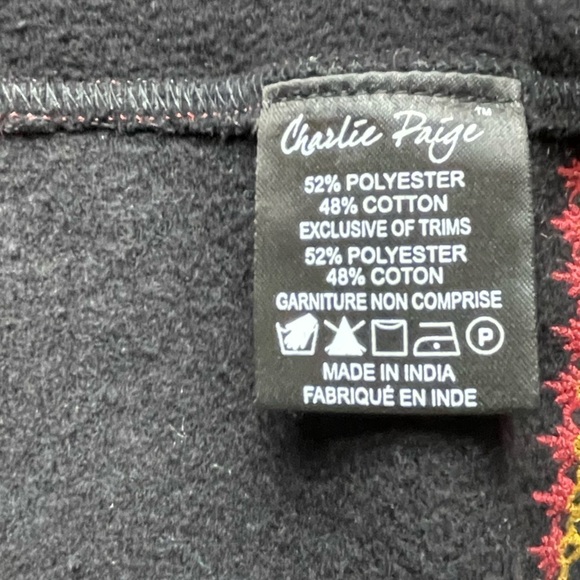 Charlie Paige™
52% POLYESTER
48% COTTON
EXCLUSIVE OF TRIMS
52% POLYESTER
48% COTON
GARNITURE NON COMPRISE
P
MADE IN INDIA
FABRIQUÉ EN INDE